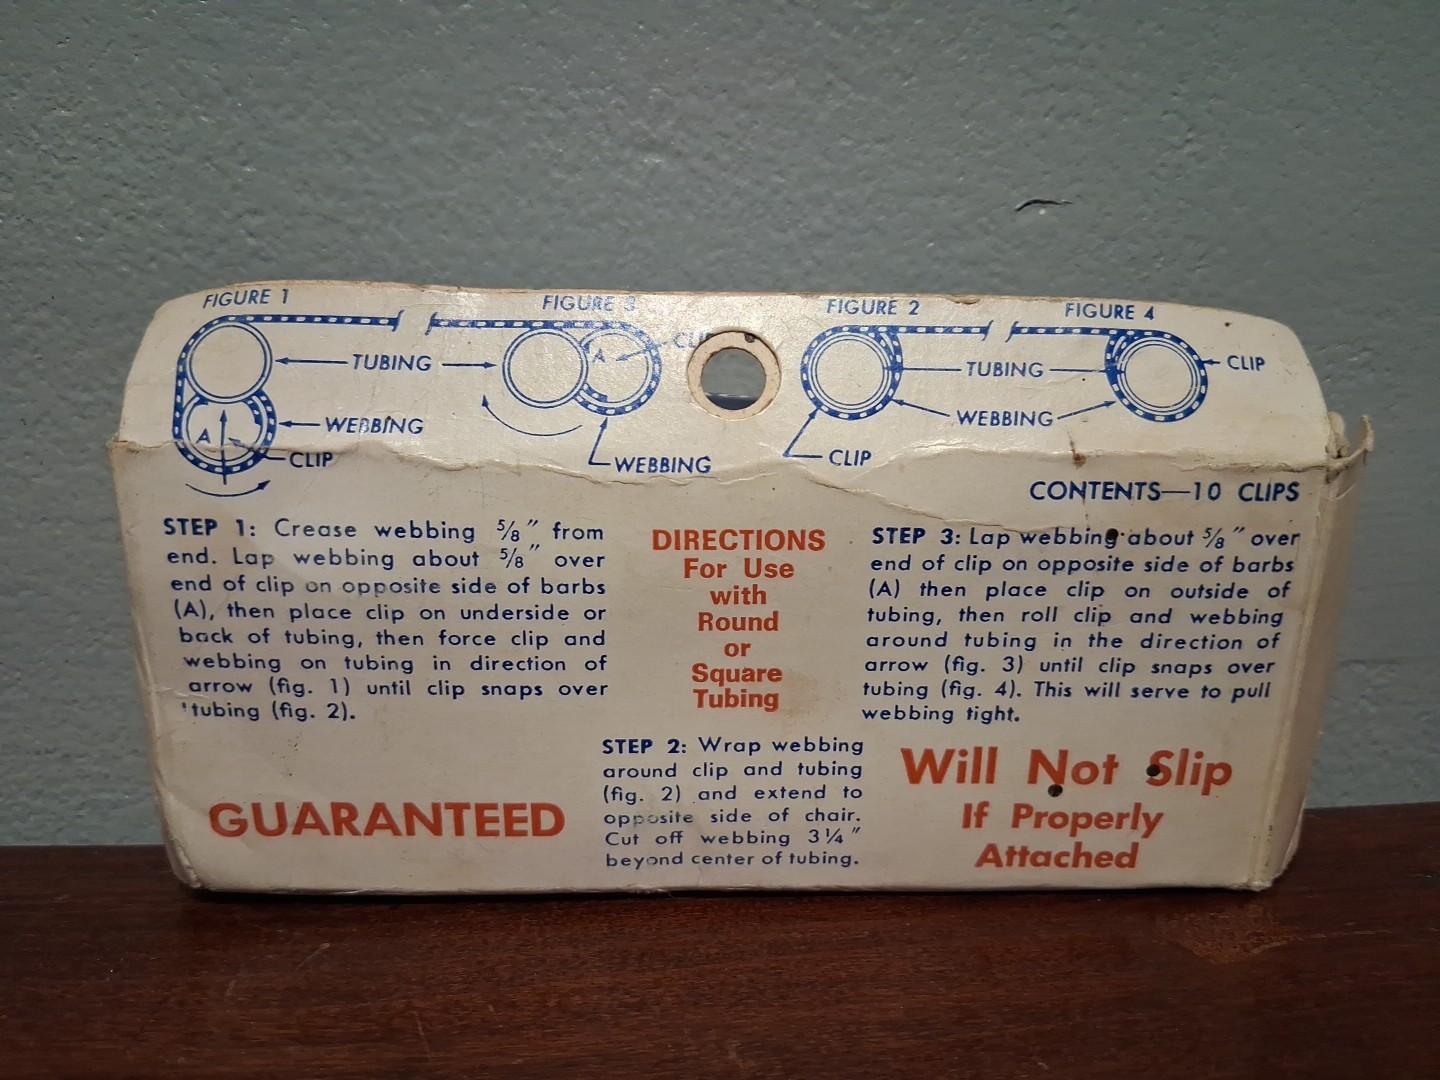 FIGURE 1
FIGURE 3
FIGURE 2
FIGURE 4
A
CLIP
TUBING
TUBING
CLIP
A
WEBBING
WEBBING
CLIP
WEBBING
CLIP
CONTENTS—10 CLIPS
STEP 1: Crease webbing 5/8" from
end. Lap webbing about 5/8" over
end of clip on opposite side of barbs
(A), then place clip on underside or
back of tubing, then force clip and
webbing on tubing in direction of
arrow (fig. 1) until clip snaps over
tubing (fig. 2).
DIRECTIONS
For Use
with
Round
or
Square
Tubing
STEP 3: Lap webbing about 5/8" over
end of clip on opposite side of barbs
(A) then place clip on outside of
tubing, then roll clip and webbing
around tubing in the direction of
arrow (fig. 3) until clip snaps over
tubing (fig. 4). This will serve to pull
webbing tight.
STEP 2: Wrap webbing
around clip and tubing
(fig. 2) and extend to
opposite side of chair.
Cut off webbing 3 1/4"
beyond center of tubing.
GUARANTEED
Will Not Slip
If Properly
Attached